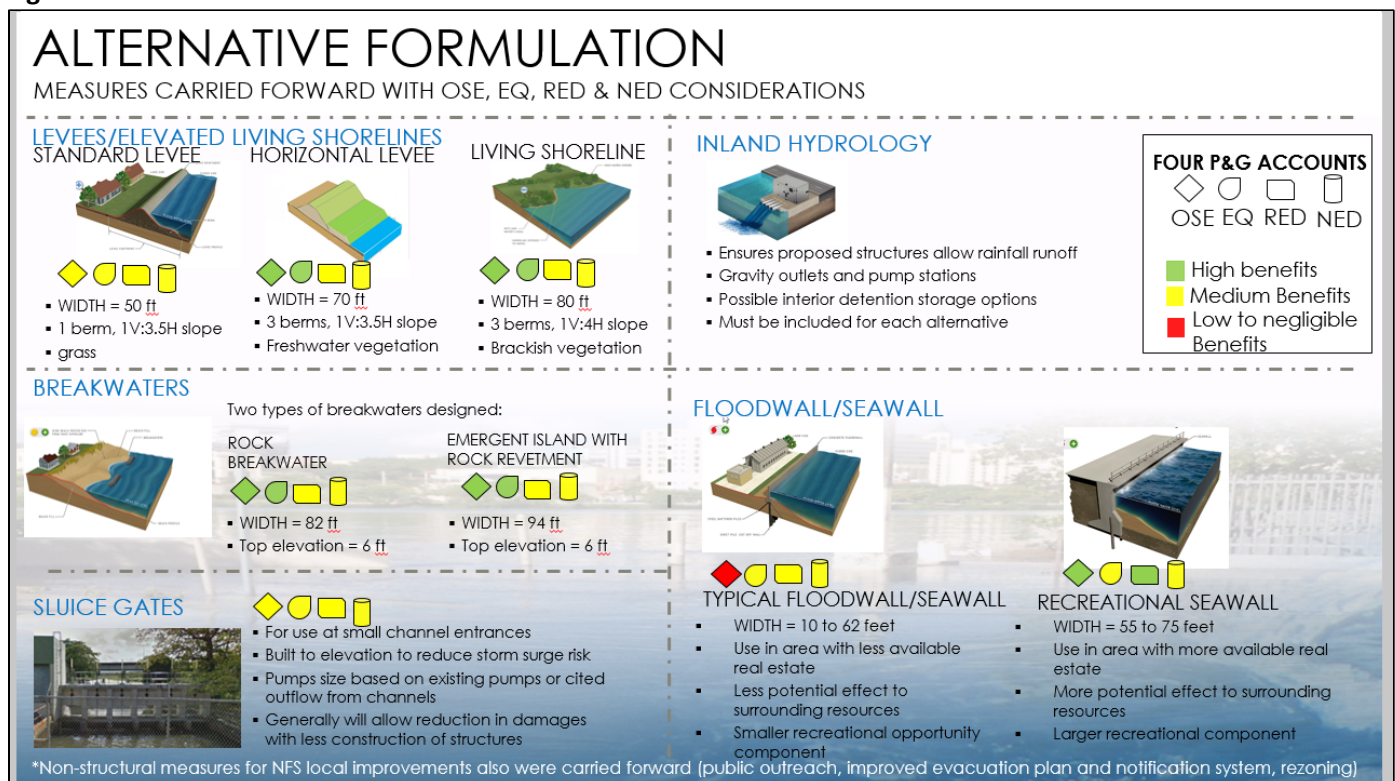 ALTERNATIVE FORMULATION
MEASURES CARRIED FORWARD WITH OSE, EQ, RED & NED CONSIDERATIONS
LEVEES/ELEVATED LIVING SHORELINES
STANDARD LEVEE
▪ WIDTH = 50 ft
▪ 1 berm, 1V:3.5H slope
▪ grass
HORIZONTAL LEVEE
▪ WIDTH = 70 ft
▪ 3 berms, 1V:3.5H slope
▪ Freshwater vegetation
LIVING SHORELINE
▪ WIDTH = 80 ft
▪ 3 berms, 1V:4H slope
▪ Brackish vegetation
INLAND HYDROLOGY
▪ Ensures proposed structures allow rainfall runoff
▪ Gravity outlets and pump stations
▪ Possible interior detention storage options
▪ Must be included for each alternative
FOUR P&G ACCOUNTS
OSE EQ RED NED
High benefits
Medium Benefits
Low to negligible
Benefits
BREAKWATERS
Two types of breakwaters designed:
ROCK
BREAKWATER
▪ WIDTH = 82 ft
▪ Top elevation = 6 ft
EMERGENT ISLAND WITH
ROCK REVETMENT
▪ WIDTH = 94 ft
▪ Top elevation = 6 ft
FLOODWALL/SEAWALL
TYPICAL FLOODWALL/SEAWALL
▪ WIDTH = 10 to 62 feet
▪ Use in area with less available
real estate
▪ Less potential effect to
surrounding resources
▪ Smaller recreational opportunity
component
RECREATIONAL SEAWALL
▪ WIDTH = 55 to 75 feet
▪ Use in area with more available real
estate
▪ More potential effect to surrounding
resources
▪ Larger recreational component
SLUICE GATES
▪ For use at small channel entrances
▪ Built to elevation to reduce storm surge risk
▪ Pumps size based on existing pumps or cited
outflow from channels
▪ Generally will allow reduction in damages
with less construction of structures
*Non-structural measures for NFS local improvements also were carried forward (public outreach, improved evacuation plan and notification system, rezoning)